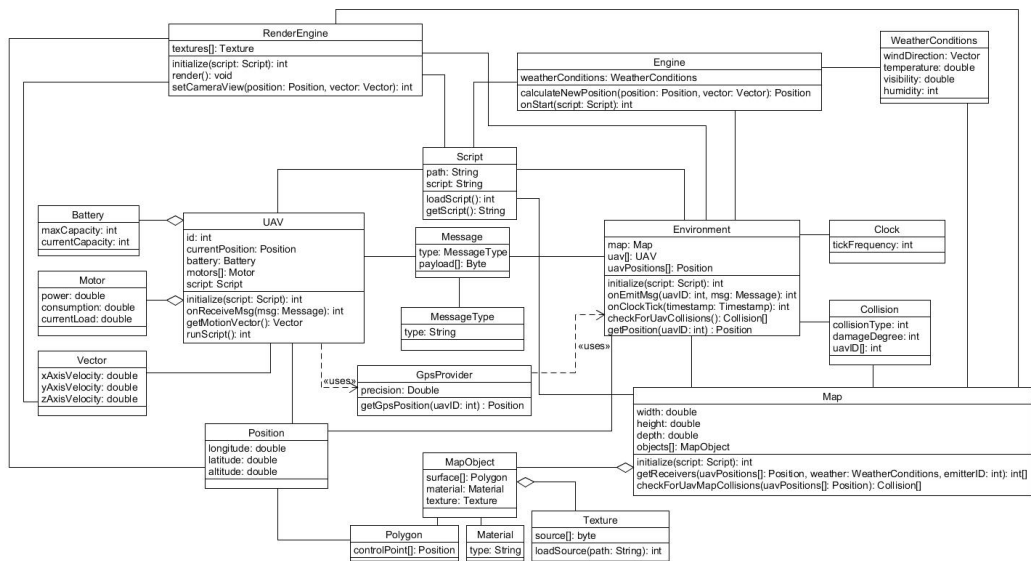 RenderEngine
textures[]: Texture
initialize(script: Script): int
render(): void
setCameraView(position: Position, vector: Vector): int
Engine
weatherConditions: WeatherConditions
calculateNewPosition(position: Position, vector: Vector): Position
onStart(script: Script): int
WeatherConditions
windDirection: Vector
temperature: double
visibility: double
humidity: int
Script
path: String
script: String
loadScript(): int
getScript(): String
Battery
maxCapacity: int
currentCapacity: int
UAV
id: int
currentPosition: Position
battery: Battery
motors[]: Motor
script: Script
initialize(script: Script): int
onReceiveMsg(msg: Message): int
getMotionVector(): Vector
runScript(): int
Message
type: MessageType
payload[]: Byte
Environment
map: Map
uav[]: UAV
uavPositions[]: Position
initialize(script: Script): int
onEmitMsg(uavID: int, msg: Message): int
onClockTick(timestamp: Timestamp): int
checkForUavCollisions(): Collision[]
getPosition(uavID: int) : Position
Clock
tickFrequency: int
Motor
power: double
consumption: double
currentLoad: double
MessageType
type: String
Collision
collisionType: int
damageDegree: int
uavID[]: int
Vector
xAxisVelocity: double
yAxisVelocity: double
zAxisVelocity: double
«uses»
«uses»
GpsProvider
precision: Double
getGpsPosition(uavID: int) : Position
Map
width: double
height: double
depth: double
objects[]: MapObject
initialize(script: Script): int
getReceivers(uavPositions[]: Position, weather: WeatherConditions, emitterID: int): int[]
checkForUavMapCollisions(uavPositions[]: Position): Collision[]
Position
longitude: double
latitude: double
altitude: double
MapObject
surface[]: Polygon
material: Material
texture: Texture
Polygon
controlPoint[]: Position
Material
type: String
Texture
source[]: byte
loadSource(path: String): int